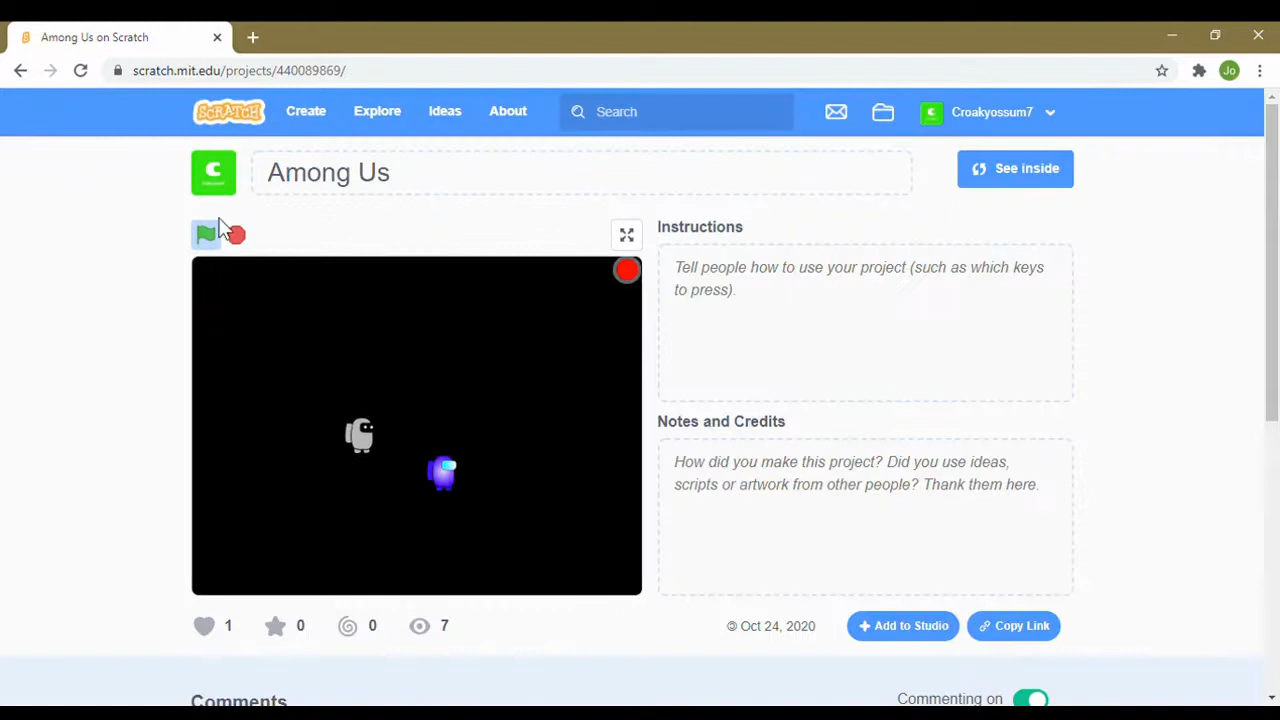 Among Us on Scratch
scratch.mit.edu/projects/440089869/
Jo
SCRATCH
Create
Explore
Ideas
About
Search
Croakyossum7
C
Among Us
See inside
Instructions
Tell people how to use your project (such as which keys
to press).
Notes and Credits
How did you make this project? Did you use ideas,
scripts or artwork from other people? Thank them here.
1
0
0
7
© Oct 24, 2020
Add to Studio
Copy Link
Comments
Commenting on